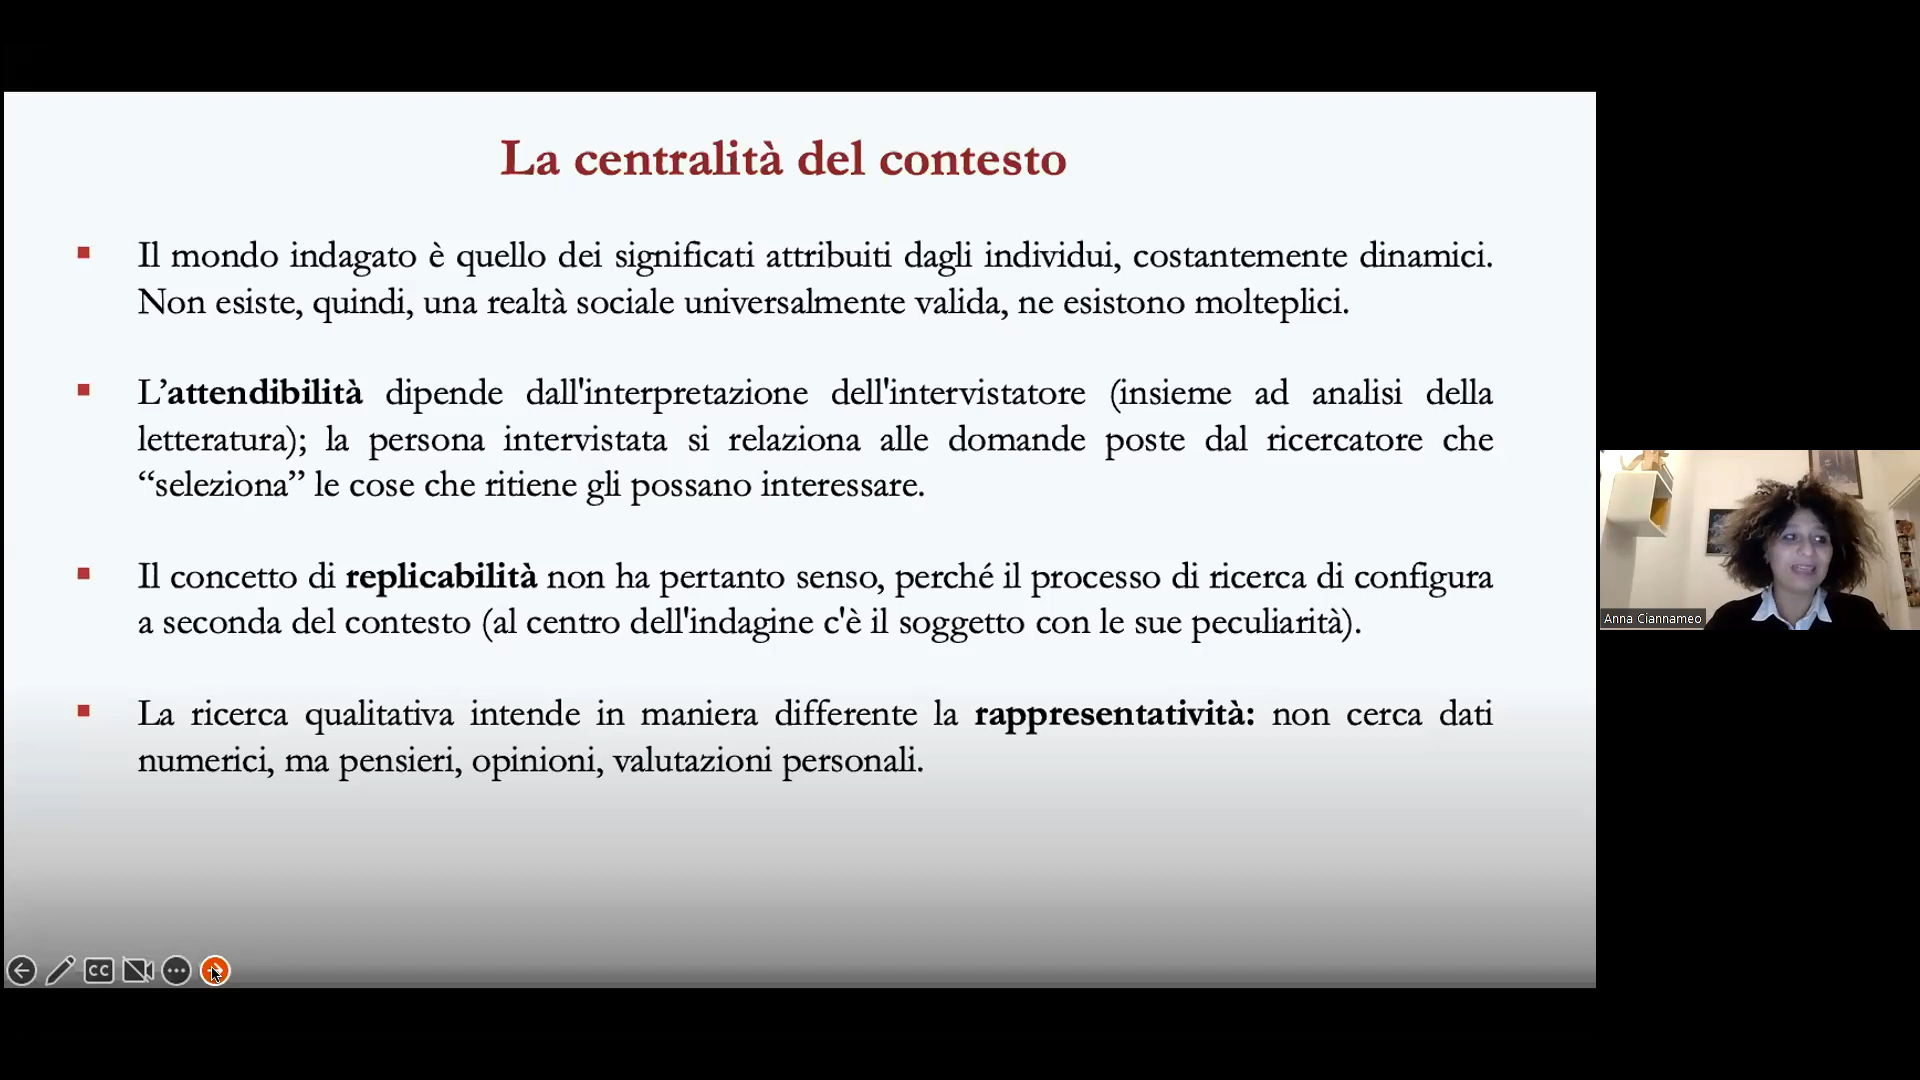 La centralità del contesto
Il mondo indagato è quello dei significati attribuiti dagli individui, costantemente dinamici.
Non esiste, quindi, una realtà sociale universalmente valida, ne esistono molteplici.
L’attendibilità dipende dall'interpretazione dell'intervistatore (insieme ad analisi della
letteratura); la persona intervistata si relaziona alle domande poste dal ricercatore che
“seleziona” le cose che ritiene gli possano interessare.
Il concetto di replicabilità non ha pertanto senso, perché il processo di ricerca di configura
a seconda del contesto (al centro dell'indagine c'è il soggetto con le sue peculiarità).
La ricerca qualitativa intende in maniera differente la rappresentatività: non cerca dati
numerici, ma pensieri, opinioni, valutazioni personali.
CC
Anna Ciannameo